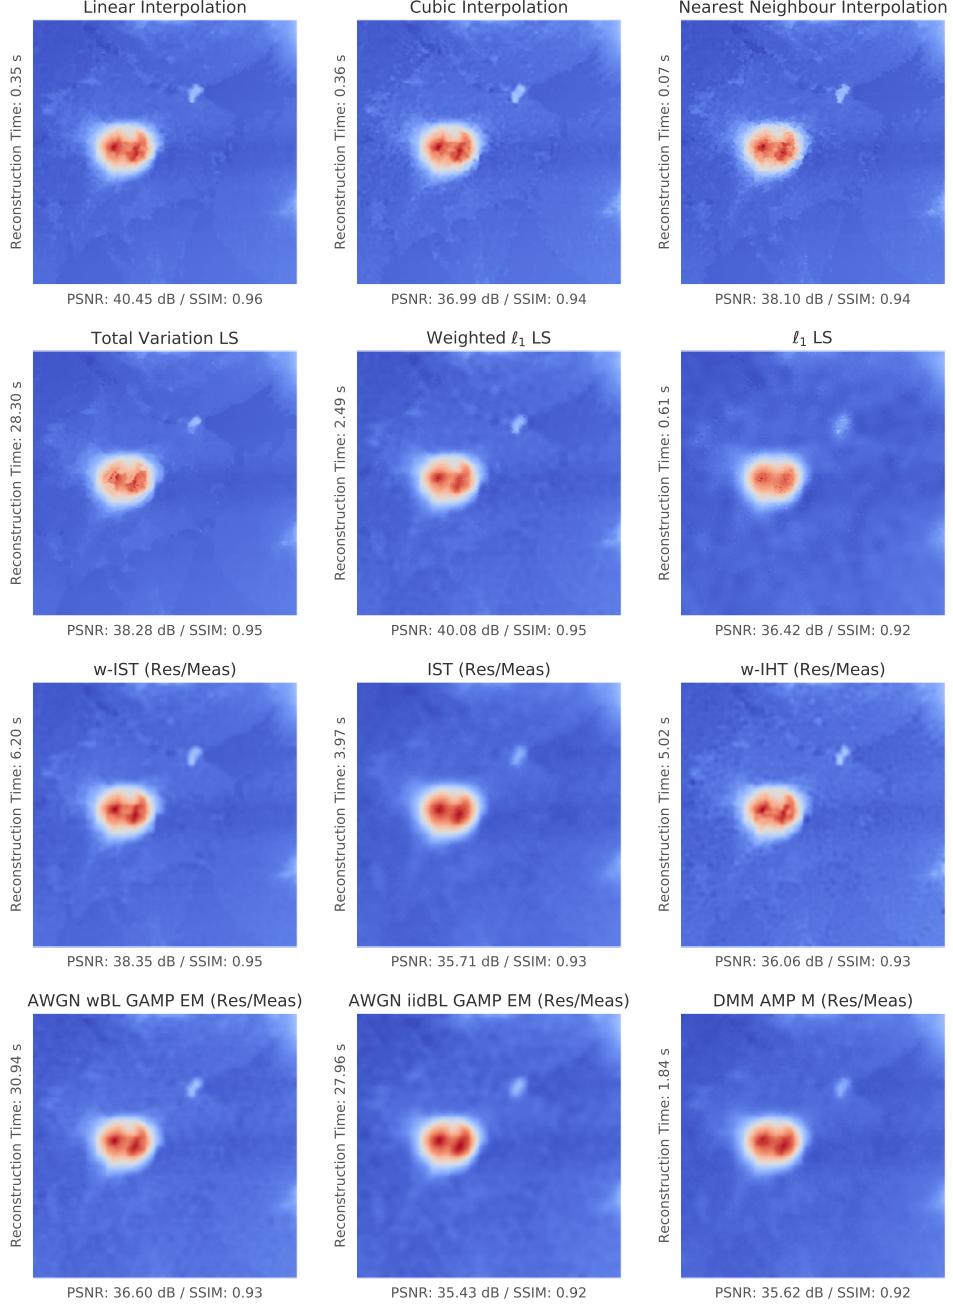 Linear Interpolation
Cubic Interpolation
Nearest Neighbour Interpolation
Reconstruction Time: 0.35 s
Reconstruction Time: 0.36 s
Reconstruction Time: 0.07 s
PSNR: 40.45 dB / SSIM: 0.96
PSNR: 36.99 dB / SSIM: 0.94
PSNR: 38.10 dB / SSIM: 0.94
Total Variation LS
Weighted ℓ₁ LS
ℓ₁ LS
Reconstruction Time: 28.30 s
Reconstruction Time: 2.49 s
Reconstruction Time: 0.61 s
PSNR: 38.28 dB / SSIM: 0.95
PSNR: 40.08 dB / SSIM: 0.95
PSNR: 36.42 dB / SSIM: 0.92
w-IST (Res/Meas)
IST (Res/Meas)
w-IHT (Res/Meas)
Reconstruction Time: 6.20 s
Reconstruction Time: 3.97 s
Reconstruction Time: 5.02 s
PSNR: 38.35 dB / SSIM: 0.95
PSNR: 35.71 dB / SSIM: 0.93
PSNR: 36.06 dB / SSIM: 0.93
AWGN wBL GAMP EM (Res/Meas)
AWGN iidBL GAMP EM (Res/Meas)
DMM AMP M (Res/Meas)
Reconstruction Time: 30.94 s
Reconstruction Time: 27.96 s
Reconstruction Time: 1.84 s
PSNR: 36.60 dB / SSIM: 0.93
PSNR: 35.43 dB / SSIM: 0.92
PSNR: 35.62 dB / SSIM: 0.92